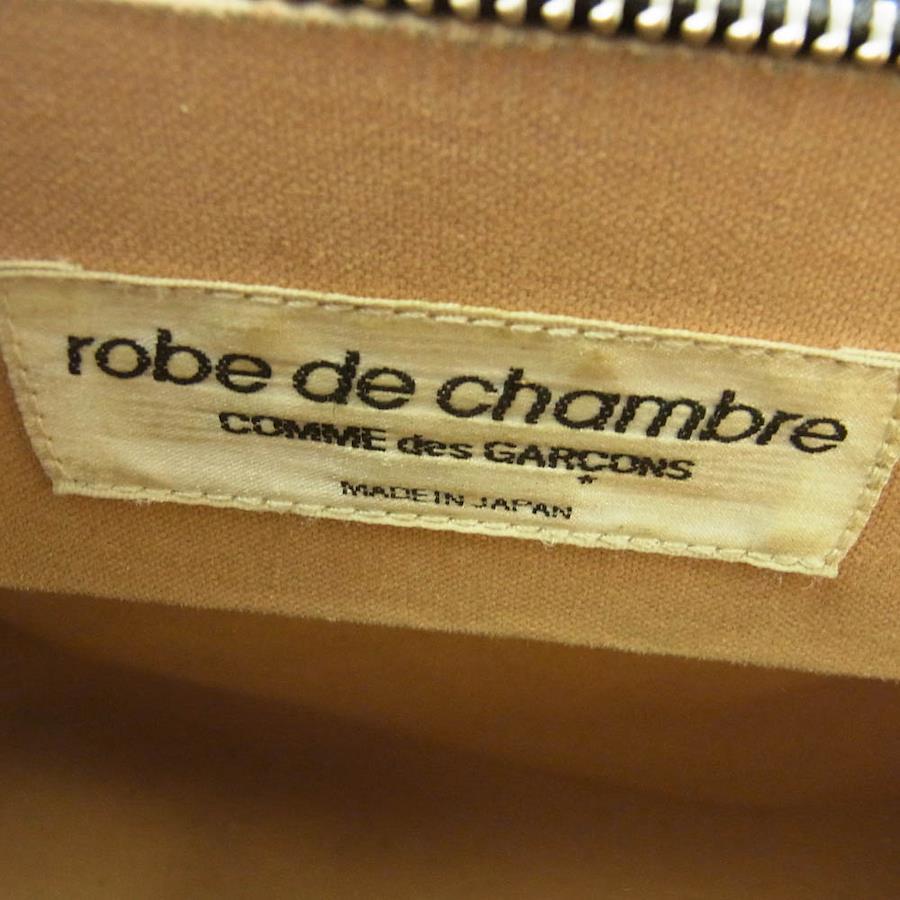 robe de chambre
COMME des GARÇONS
MADE IN JAPAN